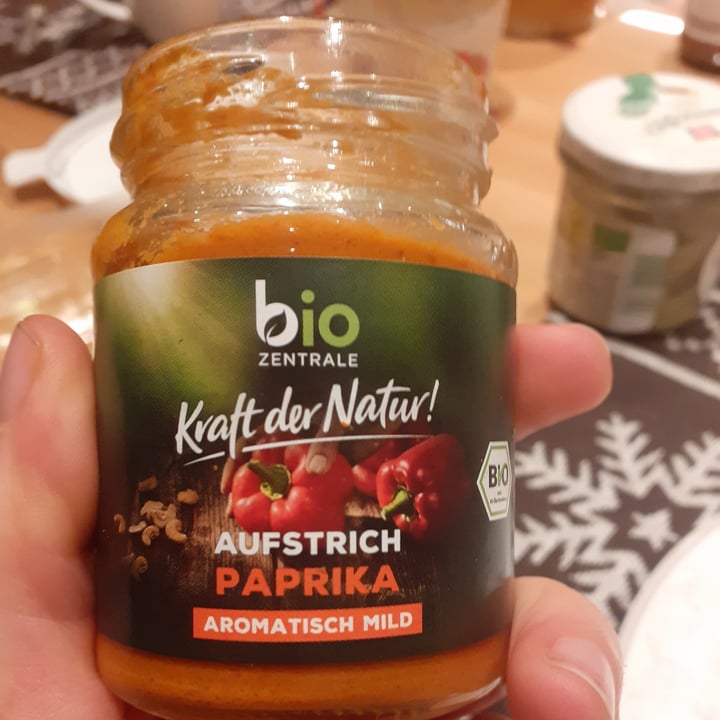 bio
ZENTRALE
Kraft der Natur!
BIO
AUFSTRICH
PAPRIKA
AROMATISCH MILD